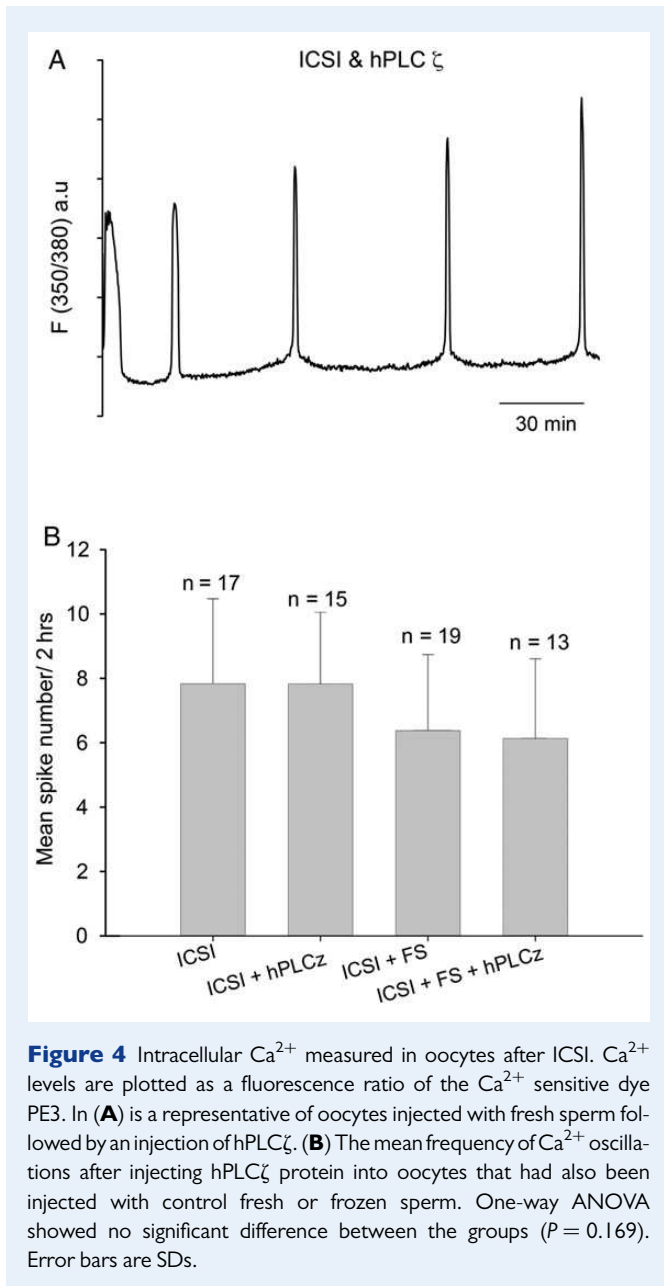 A
ICSI & hPLC ζ
F (350/380) a.u
30 min
B
12
10
8
6
4
2
0
Mean spike number/ 2 hrs
n = 17
n = 15
n = 19
n = 13
ICSI
ICSI + hPLCz
ICSI + FS
ICSI + FS + hPLCz
Figure 4 Intracellular Ca²⁺ measured in oocytes after ICSI. Ca²⁺
levels are plotted as a fluorescence ratio of the Ca²⁺ sensitive dye
PE3. In (A) is a representative of oocytes injected with fresh sperm fol-
lowed by an injection of hPLCζ. (B) The mean frequency of Ca²⁺ oscilla-
tions after injecting hPLCζ protein into oocytes that had also been
injected with control fresh or frozen sperm. One-way ANOVA
showed no significant difference between the groups (P = 0.169).
Error bars are SDs.